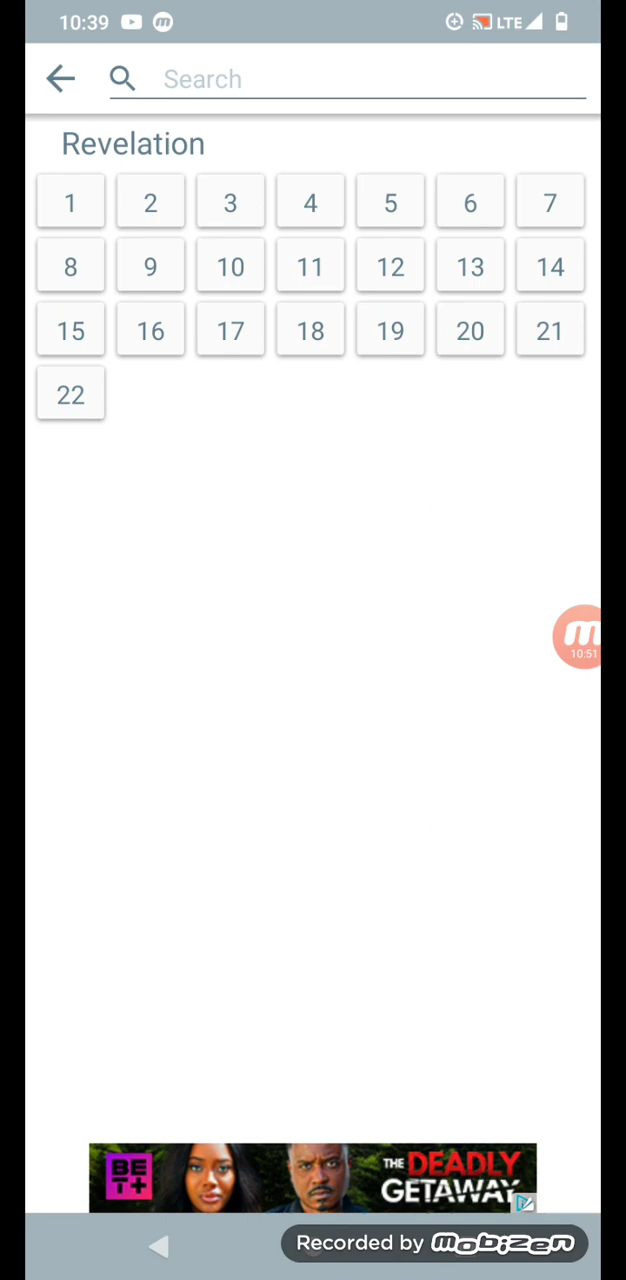 10:39 m LTE
Search
Revelation
1 2 3 4 5 6 7
8 9 10 11 12 13 14
15 16 17 18 19 20 21
22
m
10:51
BE
T+
THE DEADLY
GETAWAY
Recorded by mobizen